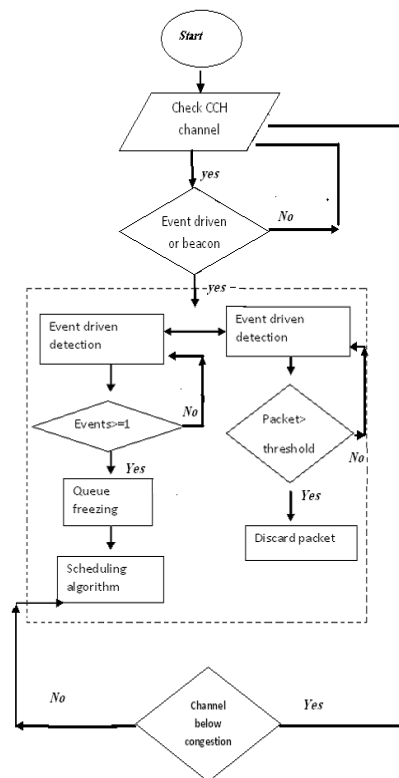 Start
Check CCH
channel
yes
Event driven
or beacon
No
yes
Event driven
detection
Event driven
detection
Events>=1
No
Packet>
threshold
No
Yes
Queue
freezing
Yes
Discard packet
Scheduling
algorithm
No
Channel
below
congestion
Yes